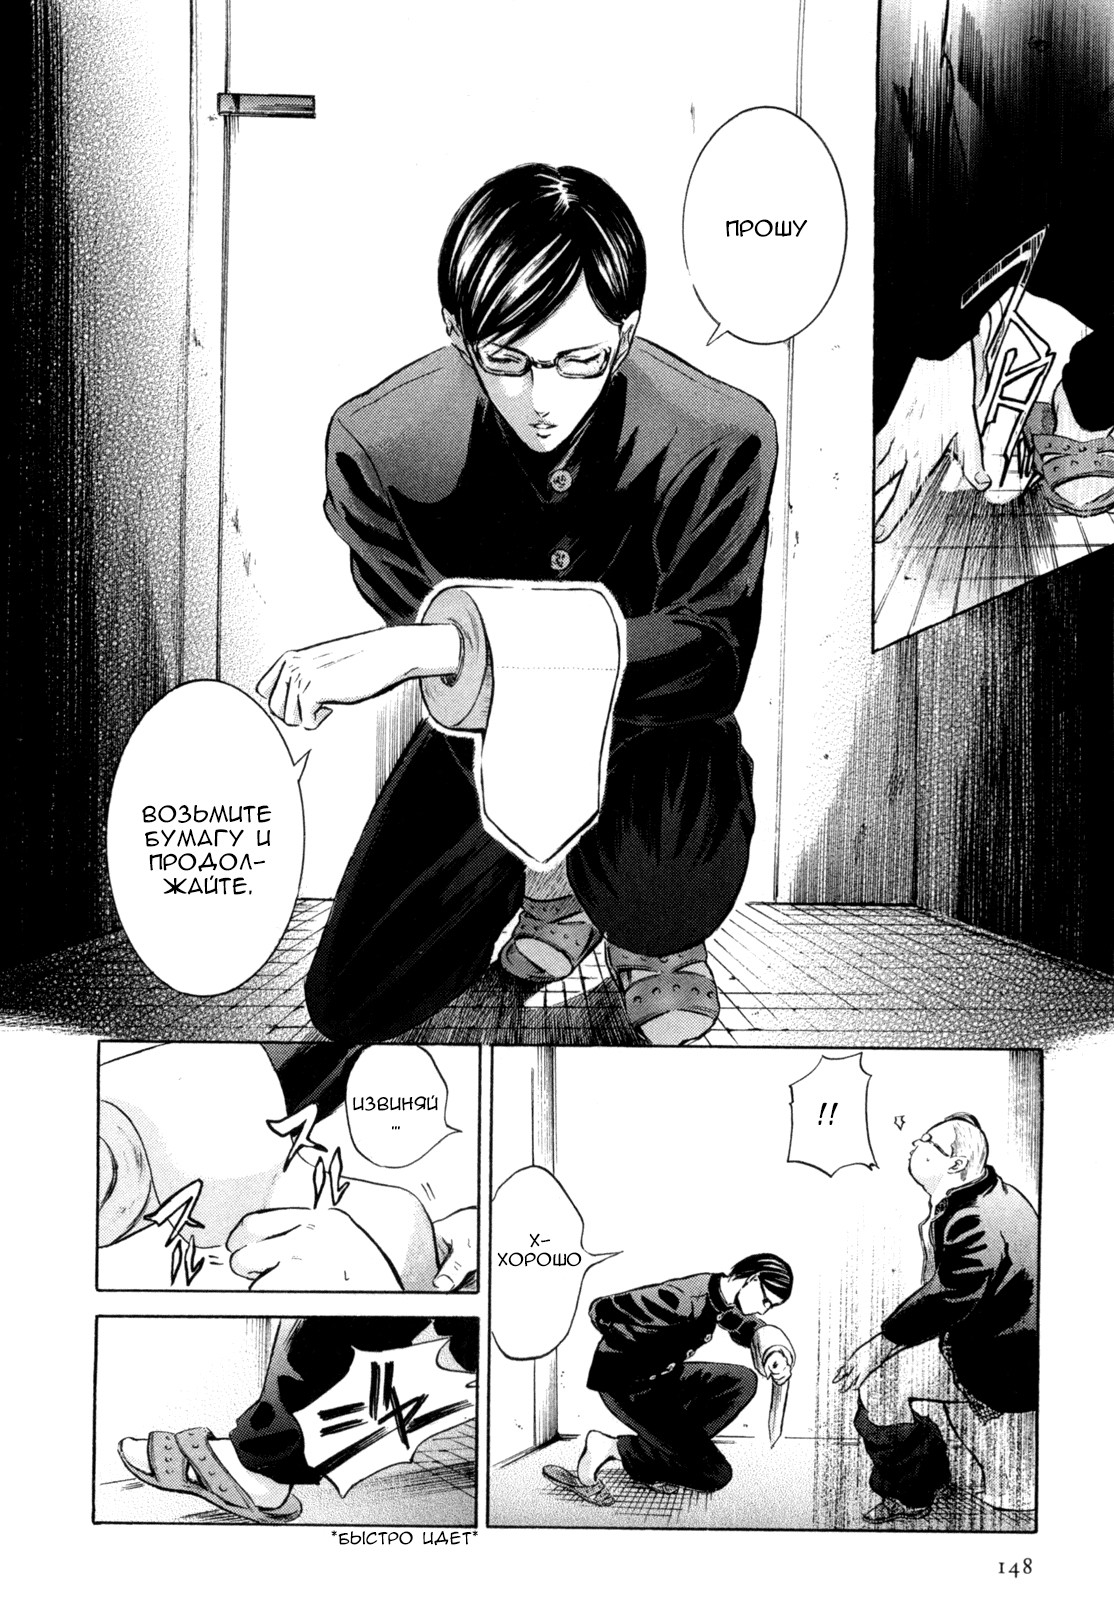 ПРОШУ
ВОЗЬМИТЕ
БУМАГУ И
ПРОДОЛ-
ЖАЙТЕ.
!!
Х-
ХОРОШО
ИЗВИНЯЙ
...
*БЫСТРО ИДЕТ*
148